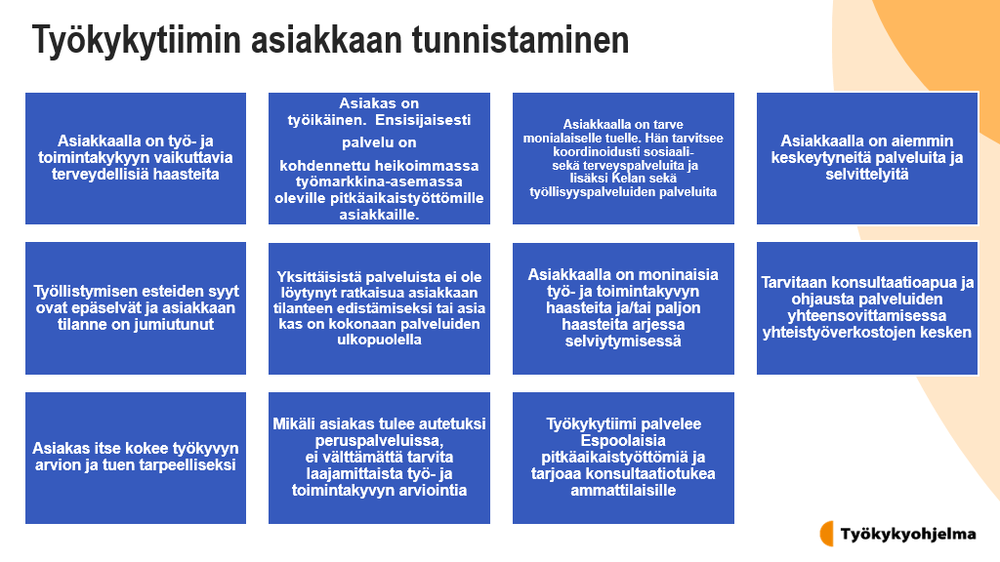 Työkykytiimin asiakkaan tunnistaminen
Asiakkaalla on työ- ja
toimintakykyyn vaikuttavia
terveydellisiä haasteita
Asiakas on
työikäinen. Ensisijaisesti
palvelu on
kohdennettu heikoimmassa
työmarkkina-asemassa
oleville pitkäaikaistyöttömille
asiakkaille.
Asiakkaalla on tarve
monialaiselle tuelle. Hän tarvitsee
koordinoidusti sosiaali-
sekä terveyspalveluita ja
lisäksi Kelan sekä
työllisyyspalveluiden palveluita
Asiakkaalla on aiemmin
keskeytyneitä palveluita ja
selvittelyitä
Työllistymisen esteiden syyt
ovat epäselvät ja asiakkaan
tilanne on jumiutunut
Yksittäisistä palveluista ei ole
löytynyt ratkaisua asiakkaan
tilanteen edistämiseksi tai asia
kas on kokonaan palveluiden
ulkopuolella
Asiakkaalla on moninaisia
työ- ja toimintakyvyn
haasteita ja/tai paljon
haasteita arjessa
selviytymisessä
Tarvitaan konsultaatioapua ja
ohjausta palveluiden
yhteensovittamisessa
yhteistyöverkostojen kesken
Asiakas itse kokee työkyvyn
arvion ja tuen tarpeelliseksi
Mikäli asiakas tulee autetuksi
peruspalveluissa,
ei välttämättä tarvita
laajamittaista työ- ja
toimintakyvyn arviointia
Työkykytiimi palvelee
Espoolaisia
pitkäaikaistyöttömiä ja
tarjoaa konsultaatiotukea
ammattilaisille
Työkykyohjelma